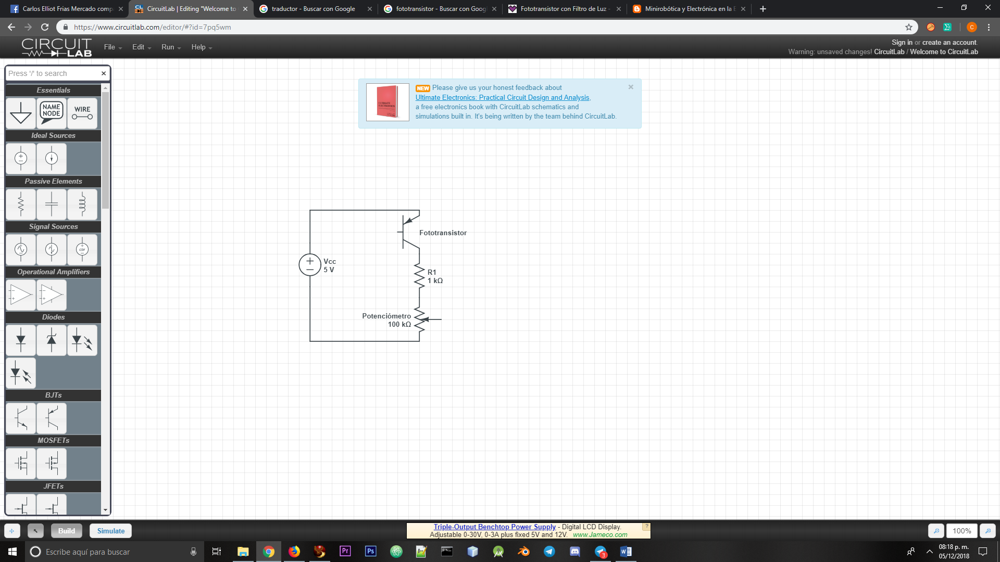 Carlos Elliot Frias Mercado comp
CircuitLab | Editing "Welcome to
traductor - Buscar con Google
fototransistor - Buscar con Goog
Fototransistor con Filtro de Luz -
Minirobótica y Electrónica en la E
https://www.circuitlab.com/editor/#?id=7pq5wm
CIRCUIT
LAB
File
Edit
Run
Help
Sign in or create an account.
Warning: unsaved changes! CircuitLab / Welcome to CircuitLab
Press '/' to search
Essentials
NAME
NODE
WIRE
Ideal Sources
Passive Elements
Signal Sources
csv
Operational Amplifiers
Diodes
BJTs
MOSFETs
JFETs
NEW Please give us your honest feedback about
Ultimate Electronics: Practical Circuit Design and Analysis,
a free electronics book with CircuitLab schematics and
simulations built in. It's being written by the team behind CircuitLab.
ULTIMATE
ELECTRONICS
Fototransistor
Vcc
5 V
R1
1 kΩ
Potenciómetro
100 kΩ
Build
Simulate
Triple-Output Benchtop Power Supply - Digital LCD Display.
Adjustable 0-30V, 0-3A plus fixed 5V and 12V. www.Jameco.com
?
100%
Escribe aquí para buscar
Pr
Ps
3
08:18 p. m.
05/12/2018